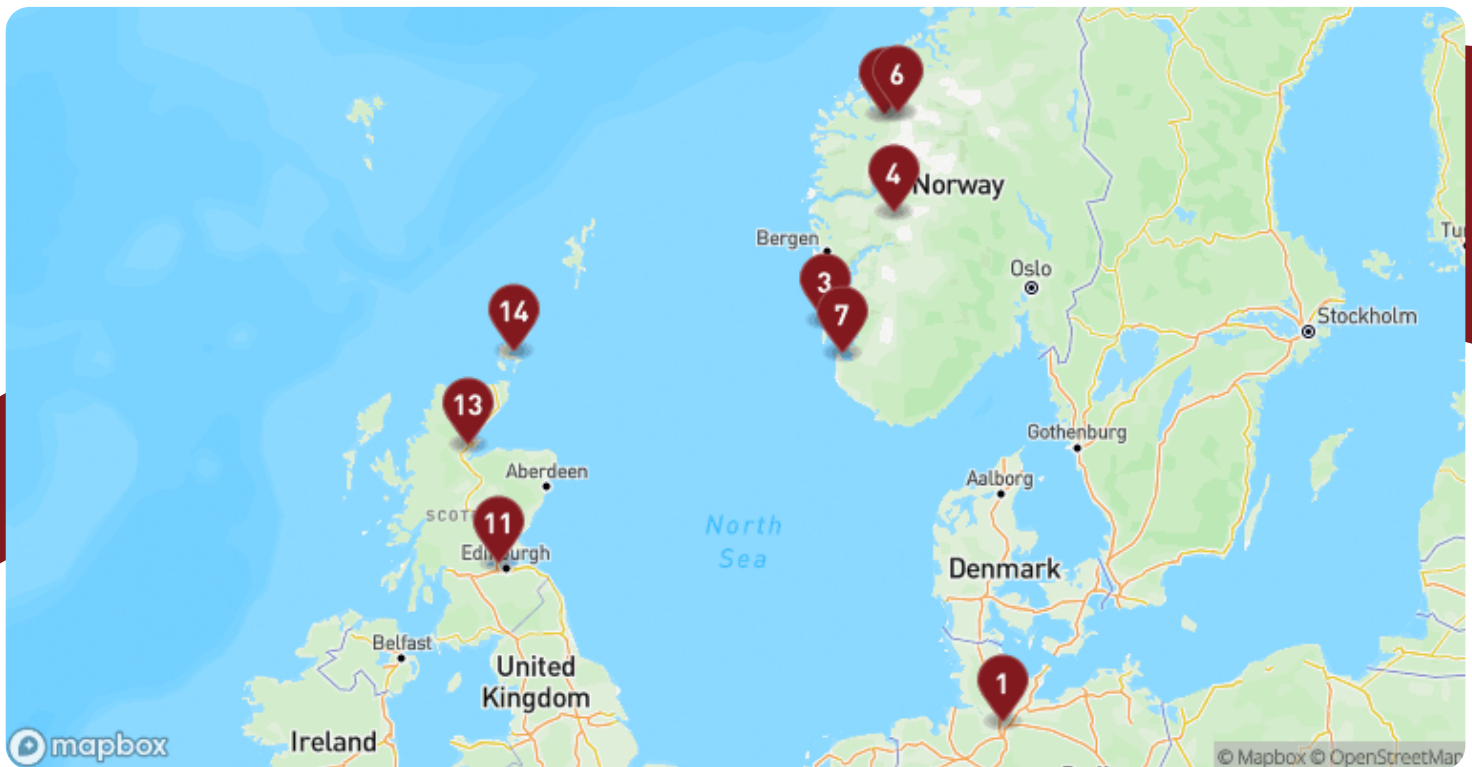 6
4
Norway
Bergen
Oslo
3
7
14
Stockholm
13
Gothenburg
Aberdeen
Aalborg
11
North
Sea
Denmark
Belfast
United
Kingdom
1
Ireland
mapbox
© Mapbox © OpenStreetMap